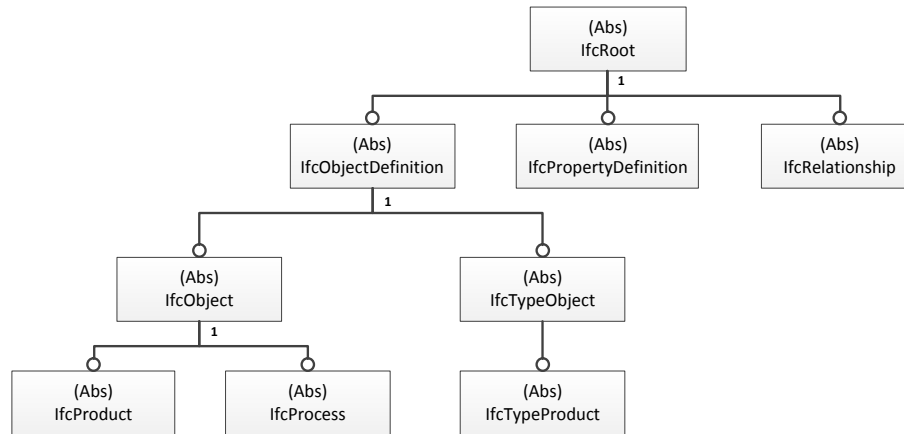 (Abs)
IfcRoot
1
(Abs)
IfcObjectDefinition
(Abs)
IfcPropertyDefinition
(Abs)
IfcRelationship
1
(Abs)
IfcObject
(Abs)
IfcTypeObject
1
(Abs)
IfcProduct
(Abs)
IfcProcess
(Abs)
IfcTypeProduct